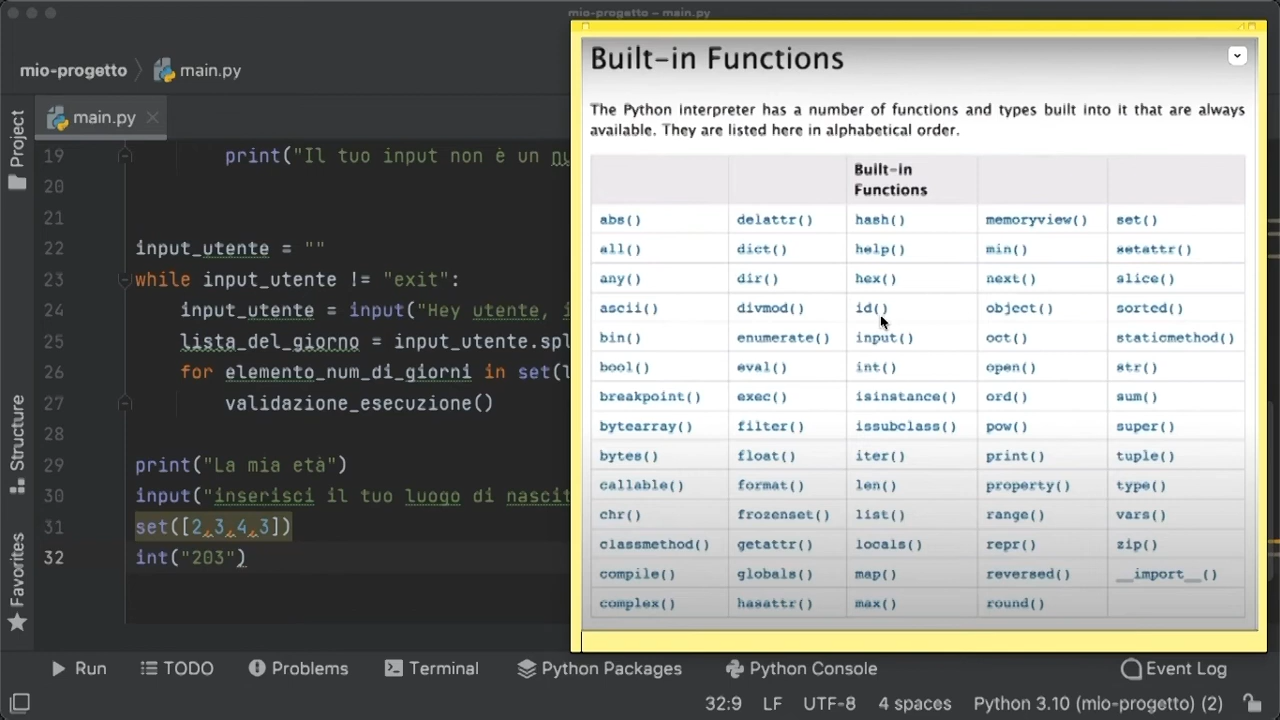 mio-progetto – main.py
mio-progetto
main.py
Project
Structure
Favorites
main.py
19 print("Il tuo input non è un
20
21
22 input_utente = ""
23 while input_utente != "exit":
24 input_utente = input("Hey utente,
25 lista_del_giorno = input_utente.spl
26 for elemento_num_di_giorni in set(l
27 validazione_esecuzione()
28
29 print("La mia età")
30 input("inserisci il tuo luogo di nascit
31 set([2,3,4,3])
32 int("203")
Built-in Functions
The Python interpreter has a number of functions and types built into it that are always
available. They are listed here in alphabetical order.
Built-in
Functions
abs() delattr() hash() memoryview() set()
all() dict() help() min() setattr()
any() dir() hex() next() slice()
ascii() divmod() id() object() sorted()
bin() enumerate() input() oct() staticmethod()
bool() eval() int() open() str()
breakpoint() exec() isinstance() ord() sum()
bytearray() filter() issubclass() pow() super()
bytes() float() iter() print() tuple()
callable() format() len() property() type()
chr() frozenset() list() range() vars()
classmethod() getattr() locals() repr() zip()
compile() globals() map() reversed() __import__()
complex() hasattr() max() round()
Run TODO Problems Terminal Python Packages Python Console Event Log
32:9 LF UTF-8 4 spaces Python 3.10 (mio-progetto) (2)